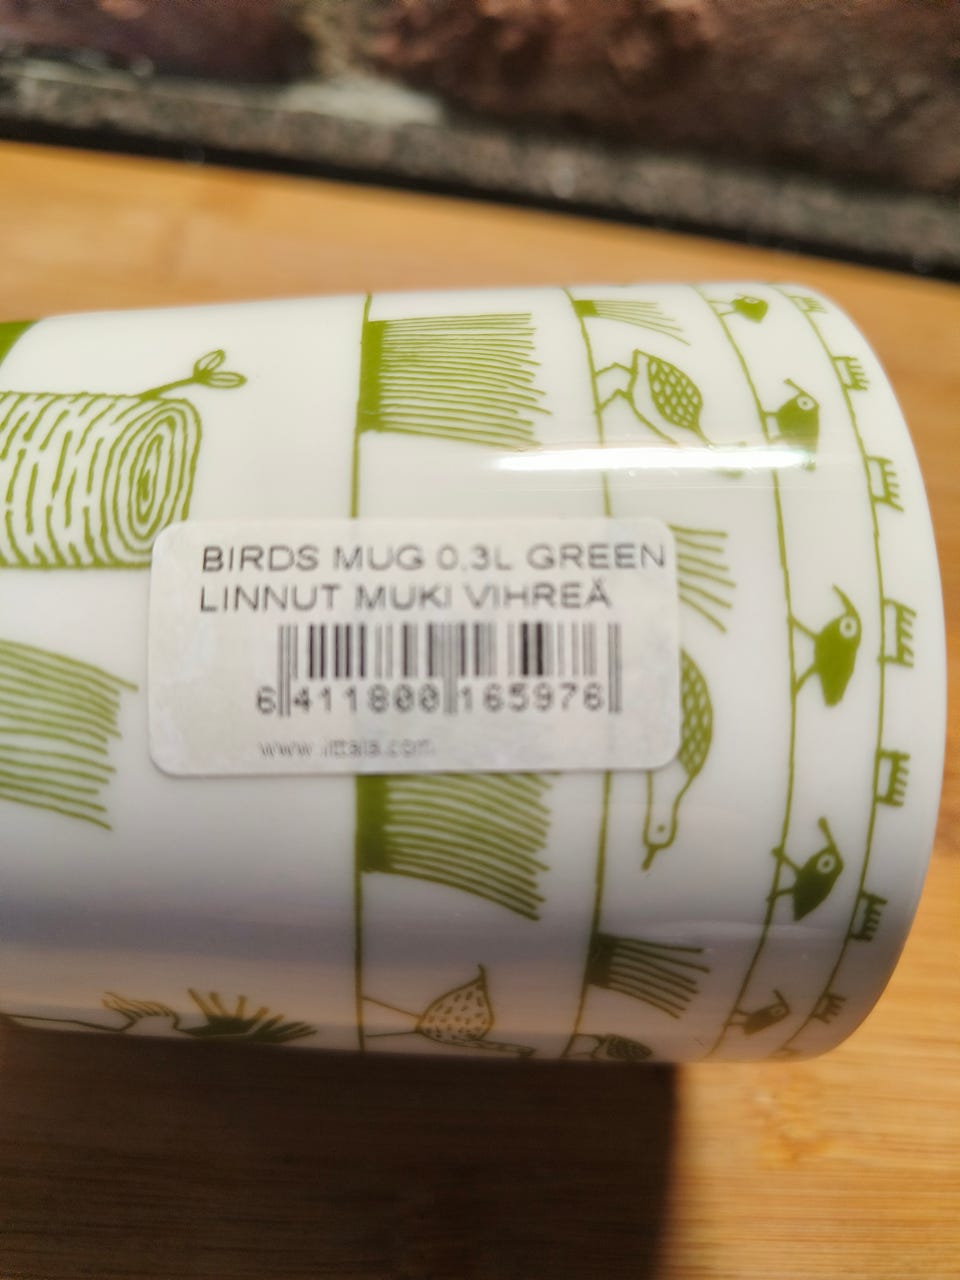 BIRDS MUG 0,3L GREEN
LINNUT MUKI VIHREÄ
6 411800 165976
www.iittala.com